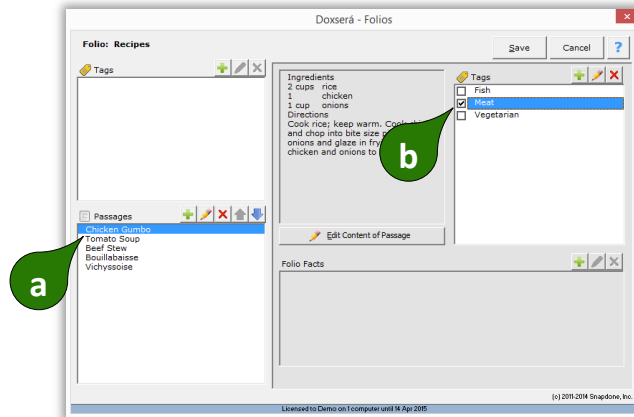 Doxserá - Folios
Folio: Recipes
Save
Cancel
?
Tags
Ingredients
2 cups rice
1 chicken
1 cup onions
Directions
Cook rice; keep warm. Cook
and chop into bite size
onions and glaze in
chicken and onions to
Edit Content of Passage
Tags
Fish
Meat
Vegetarian
b
Passages
Chicken Gumbo
Tomato Soup
Beef Stew
Bouillabaisse
Vichyssoise
a
Folio Facts
(c) 2011-2014 Snapdone, Inc.
Licensed to Demo on 1 computer until 14 Apr 2015